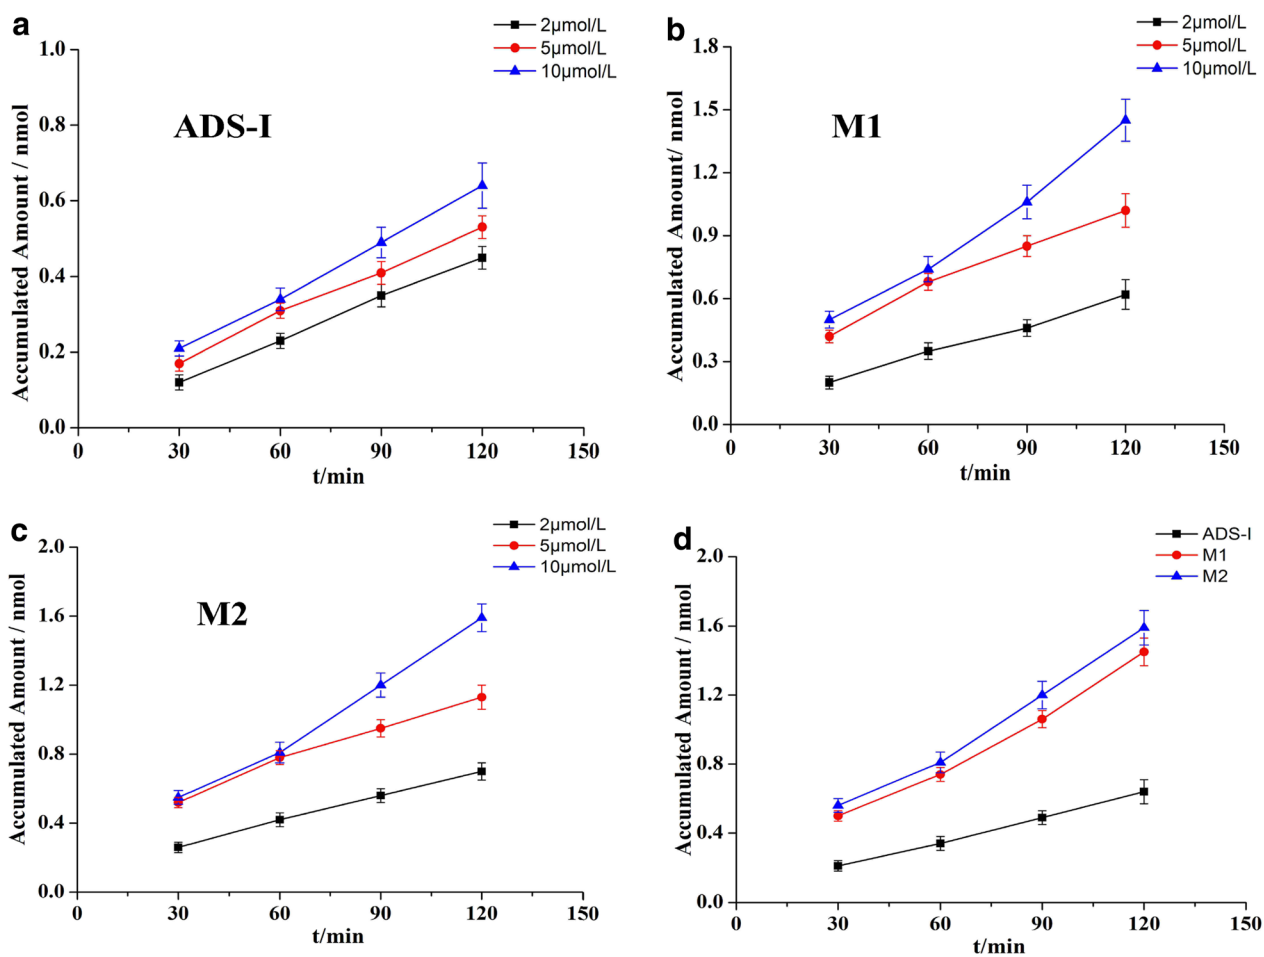 a
2μmol/L
5μmol/L
10μmol/L
ADS-I
Accumulated Amount / nmol
1.0
0.8
0.6
0.4
0.2
0.0
0 30 60 90 120 150
t/min
b
2μmol/L
5μmol/L
10μmol/L
M1
Accumulated Amount/ nmol
1.8
1.5
1.2
0.9
0.6
0.3
0.0
0 30 60 90 120 150
t/min
c
2μmol/L
5μmol/L
10μmol/L
M2
Accumulated Amount / nmol
2.0
1.6
1.2
0.8
0.4
0.0
0 30 60 90 120 150
t/min
d
ADS-I
M1
M2
Accumulated Amount / nmol
2.0
1.6
1.2
0.8
0.4
0.0
0 30 60 90 120 150
t/min